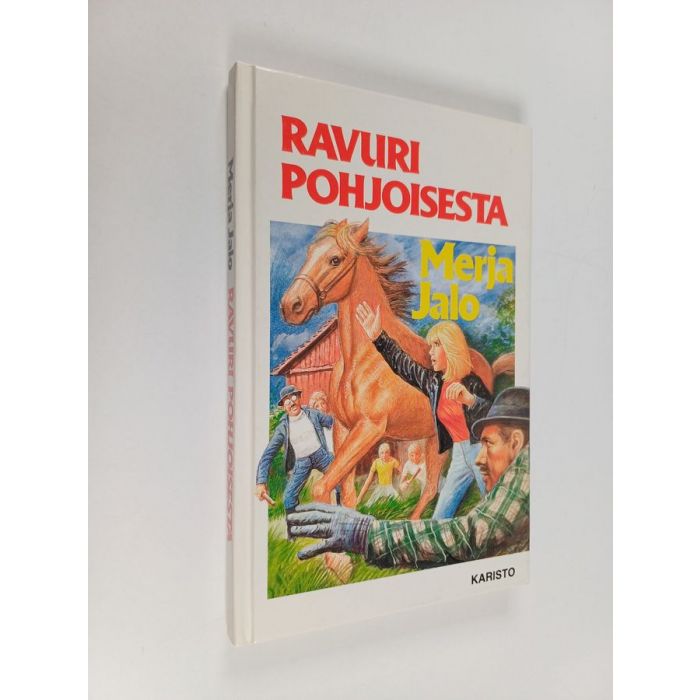 RAVURI
POHJOISESTA
Merja
Jalo
KARISTO
Merja Jalo RAVURI POHJOISESTA